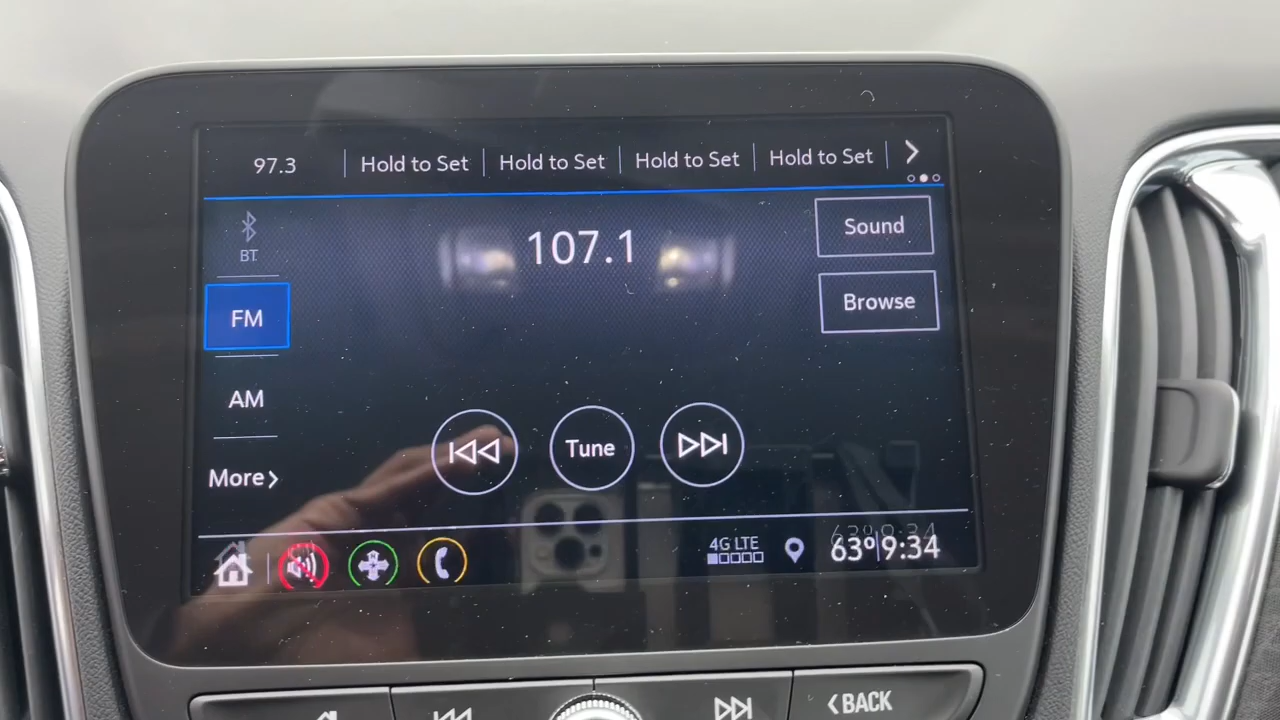 97.3 Hold to Set Hold to Set Hold to Set Hold to Set
BT
107.1
Sound
FM
Browse
AM
Tune
More
4G LTE
63° 9:34
BACK